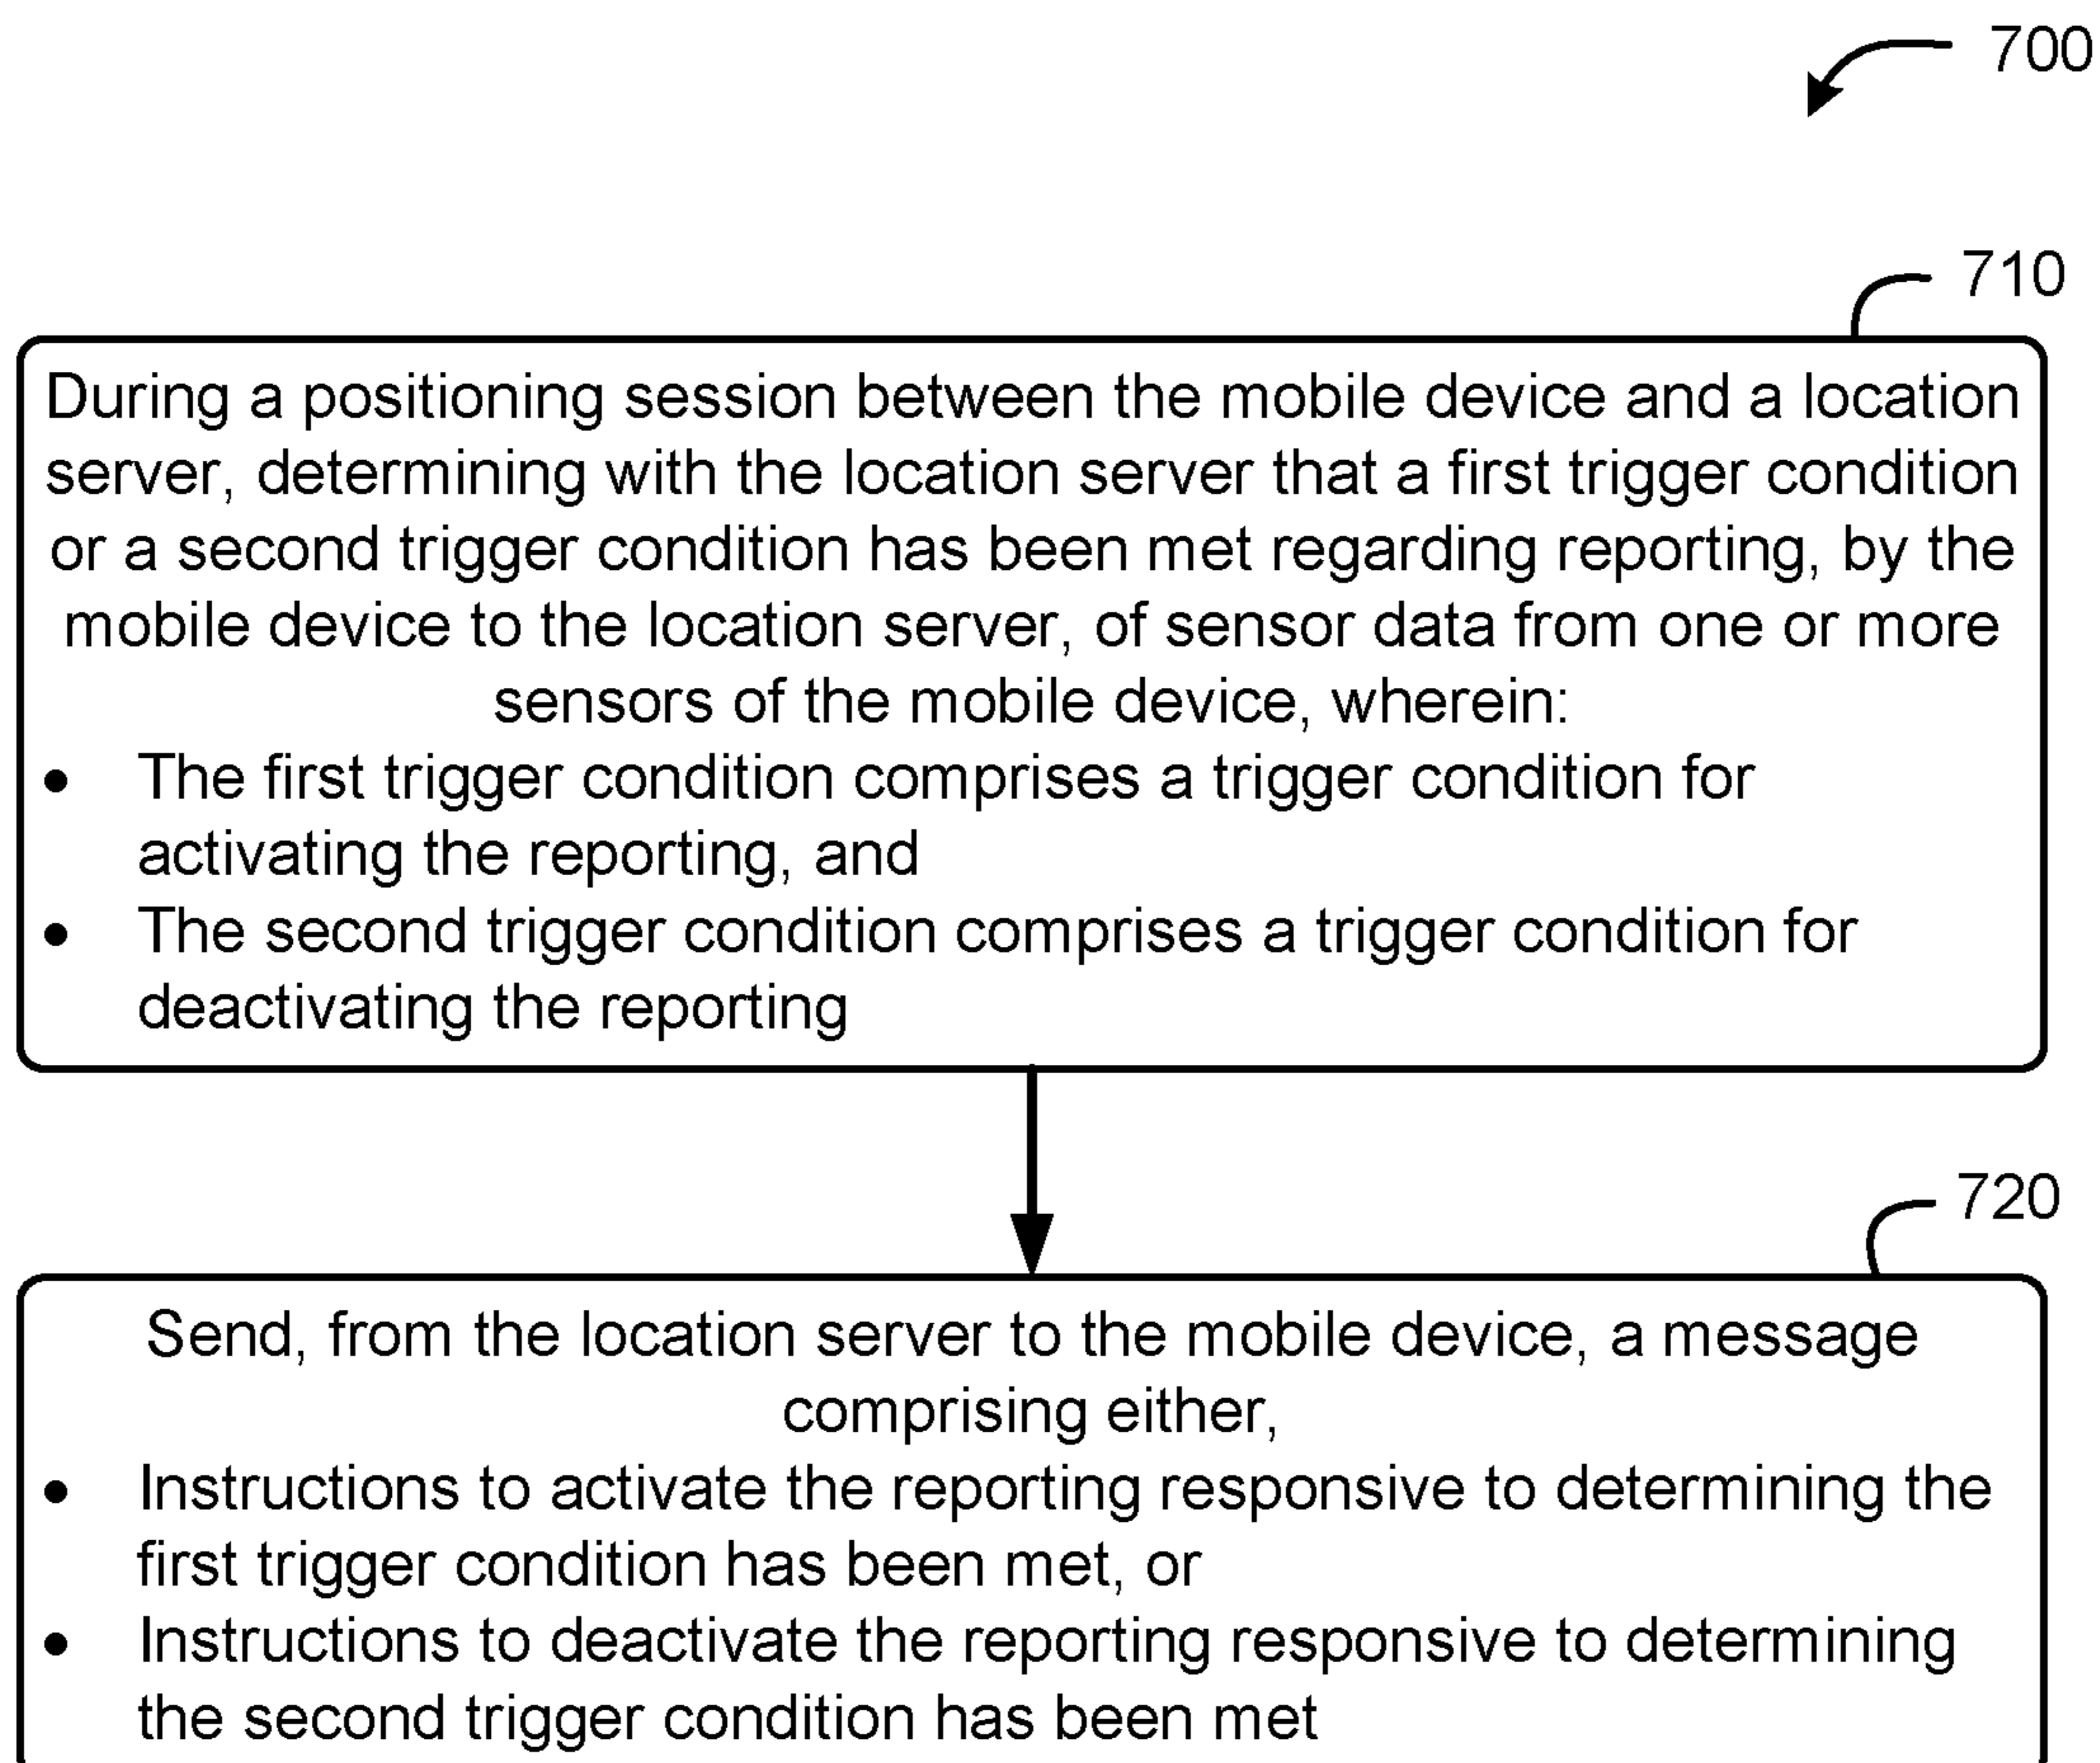 700
710
During a positioning session between the mobile device and a location
server, determining with the location server that a first trigger condition
or a second trigger condition has been met regarding reporting, by the
mobile device to the location server, of sensor data from one or more
sensors of the mobile device, wherein:
• The first trigger condition comprises a trigger condition for
activating the reporting, and
• The second trigger condition comprises a trigger condition for
deactivating the reporting
720
Send, from the location server to the mobile device, a message
comprising either,
• Instructions to activate the reporting responsive to determining the
first trigger condition has been met, or
• Instructions to deactivate the reporting responsive to determining
the second trigger condition has been met